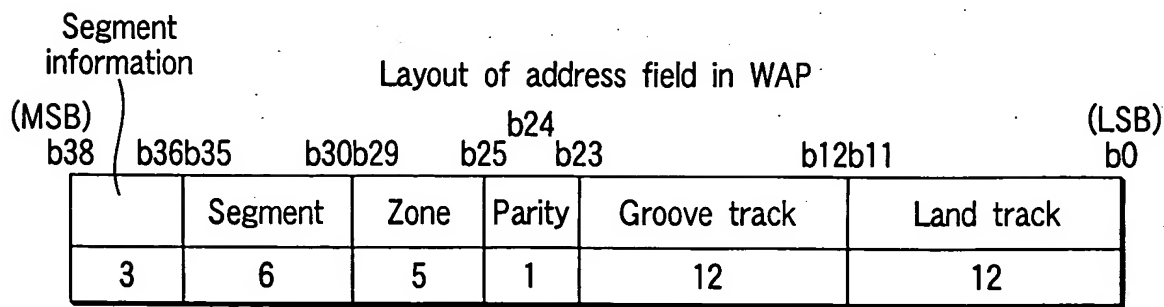 Segment
information
Layout of address field in WAP
(MSB) b24 (LSB)
b38 b36b35 b30b29 b25 b23 b12b11 b0
Segment Zone Parity Groove track Land track
3 6 5 1 12 12